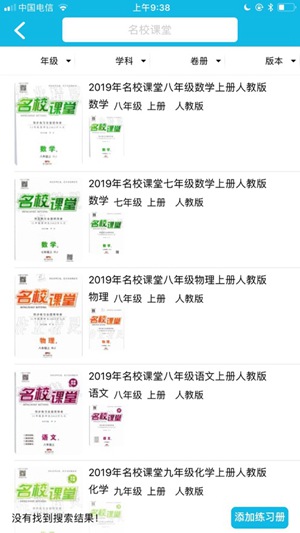 中国电信
上午9:38
名校课堂
年级 学科 卷册 版本
2019年名校课堂八年级数学上册人教版
数学 八年级 上册 人教版
名校课堂
数学
2019年名校课堂七年级数学上册人教版
数学 七年级 上册 人教版
名校课堂
数学
2019年名校课堂八年级物理上册人教版
物理 八年级 上册 人教版
名校课堂
物理
2019年名校课堂八年级语文上册人教版
语文 八年级 上册 人教版
名校课堂
语文
2019年名校课堂九年级化学上册人教版
化学 九年级 上册 人教版
名校课堂
没有找到搜索结果！
添加练习册